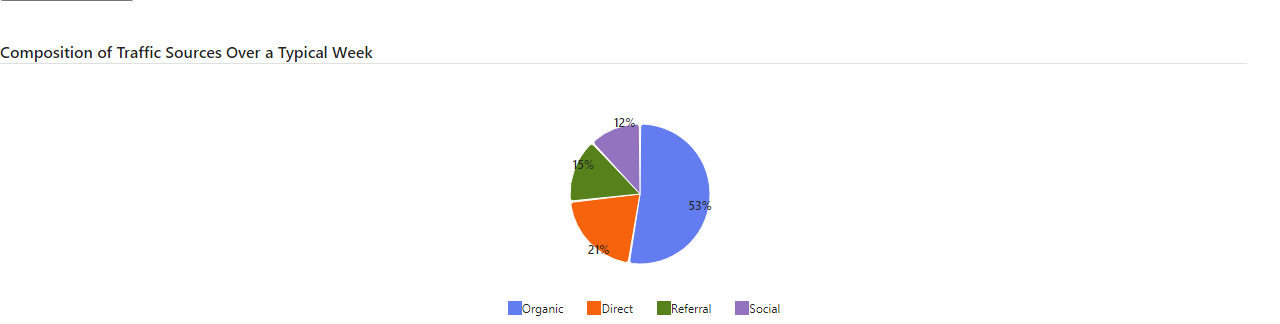 Composition of Traffic Sources Over a Typical Week
12%
15%
53%
21%
Organic Direct Referral Social